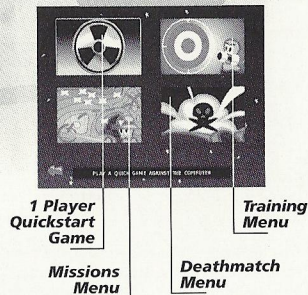 PLAY A QUICK GAME AGAINST THE COMPUTER
1 Player
Quickstart
Game
Training
Menu
Missions
Menu
Deathmatch
Menu